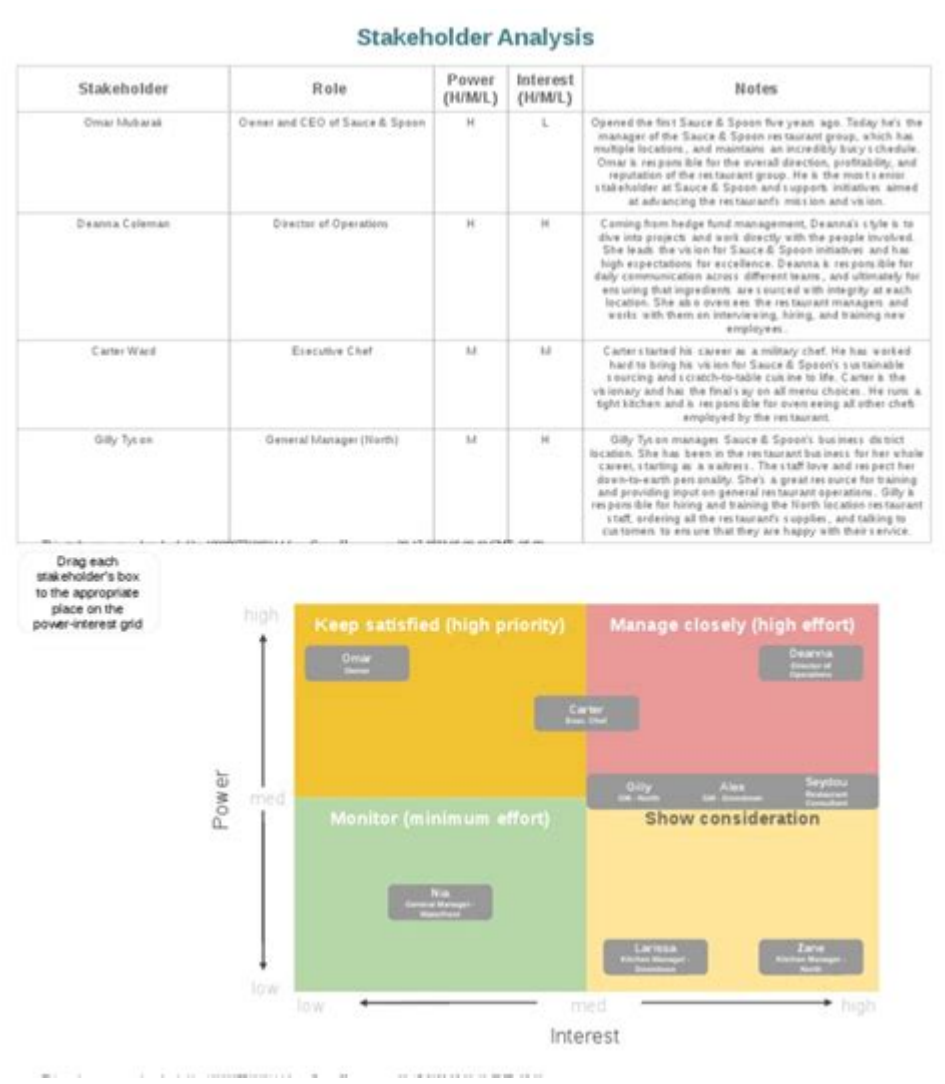 Stakeholder Analysis
Stakeholder
Role
Power
(H/M/L)
Interest
(H/M/L)
Notes
Omar Mubarak
Owner and CEO of Sauce & Spoon
H
L
Opened the first Sauce & Spoon five years ago. Today he's the
manager of the Sauce & Spoon restaurant group, which has
multiple locations, and maintains an incredibly busy schedule.
Omar is responsible for the overall direction, profitability, and
reputation of the restaurant group. He is the most senior
stakeholder at Sauce & Spoon and supports initiatives aimed
at advancing the restaurant's mission and vision.
Deanna Coleman
Director of Operations
H
H
Coming from hedge fund management, Deanna's style is to
dive into projects and work directly with the people involved.
She leads the vision for Sauce & Spoon initiatives and has
high expectations for excellence. Deanna is responsible for
daily communication across different teams, and ultimately for
ensuring that ingredients are sourced with integrity at each
location. She also oversees the restaurant managers and
works with them on interviewing, hiring, and training new
employees.
Carter Ward
Executive Chef
M
M
Carter started his career as a military chef. He has worked
hard to bring his vision for Sauce & Spoon's sustainable
sourcing and scratch-to-table cuisine to life. Carter is the
visionary and has the final say on all menu choices. He runs a
tight kitchen and is responsible for overseeing all other chefs
employed by the restaurant.
Gilly Tyson
General Manager (North)
M
H
Gilly Tyson manages Sauce & Spoon's business district
location. She has been in the restaurant business for her whole
career, starting as a waitress. The staff love and respect her
down-to-earth personality. She's a great resource for training
and providing input on general restaurant operations. Gilly is
responsible for hiring and training the North location restaurant
staff, ordering all the restaurant's supplies, and talking to
customers to ensure that they are happy with their service.
Drag each
stakeholder's box
to the appropriate
place on the
power-interest grid
high
Keep satisfied (high priority)
Manage closely (high effort)
Omar
Owner
Deanna
Director of
Operations
Carter
Exec. Chef
Power
med
Gilly
GM - North
Alex
GM - Downtown
Seydou
Restaurant
Consultant
Monitor (minimum effort)
Show consideration
Nia
General Manager -
Waterfront
Larissa
Kitchen Manager -
Downtown
Zane
Kitchen Manager -
North
low
low
med
high
Interest